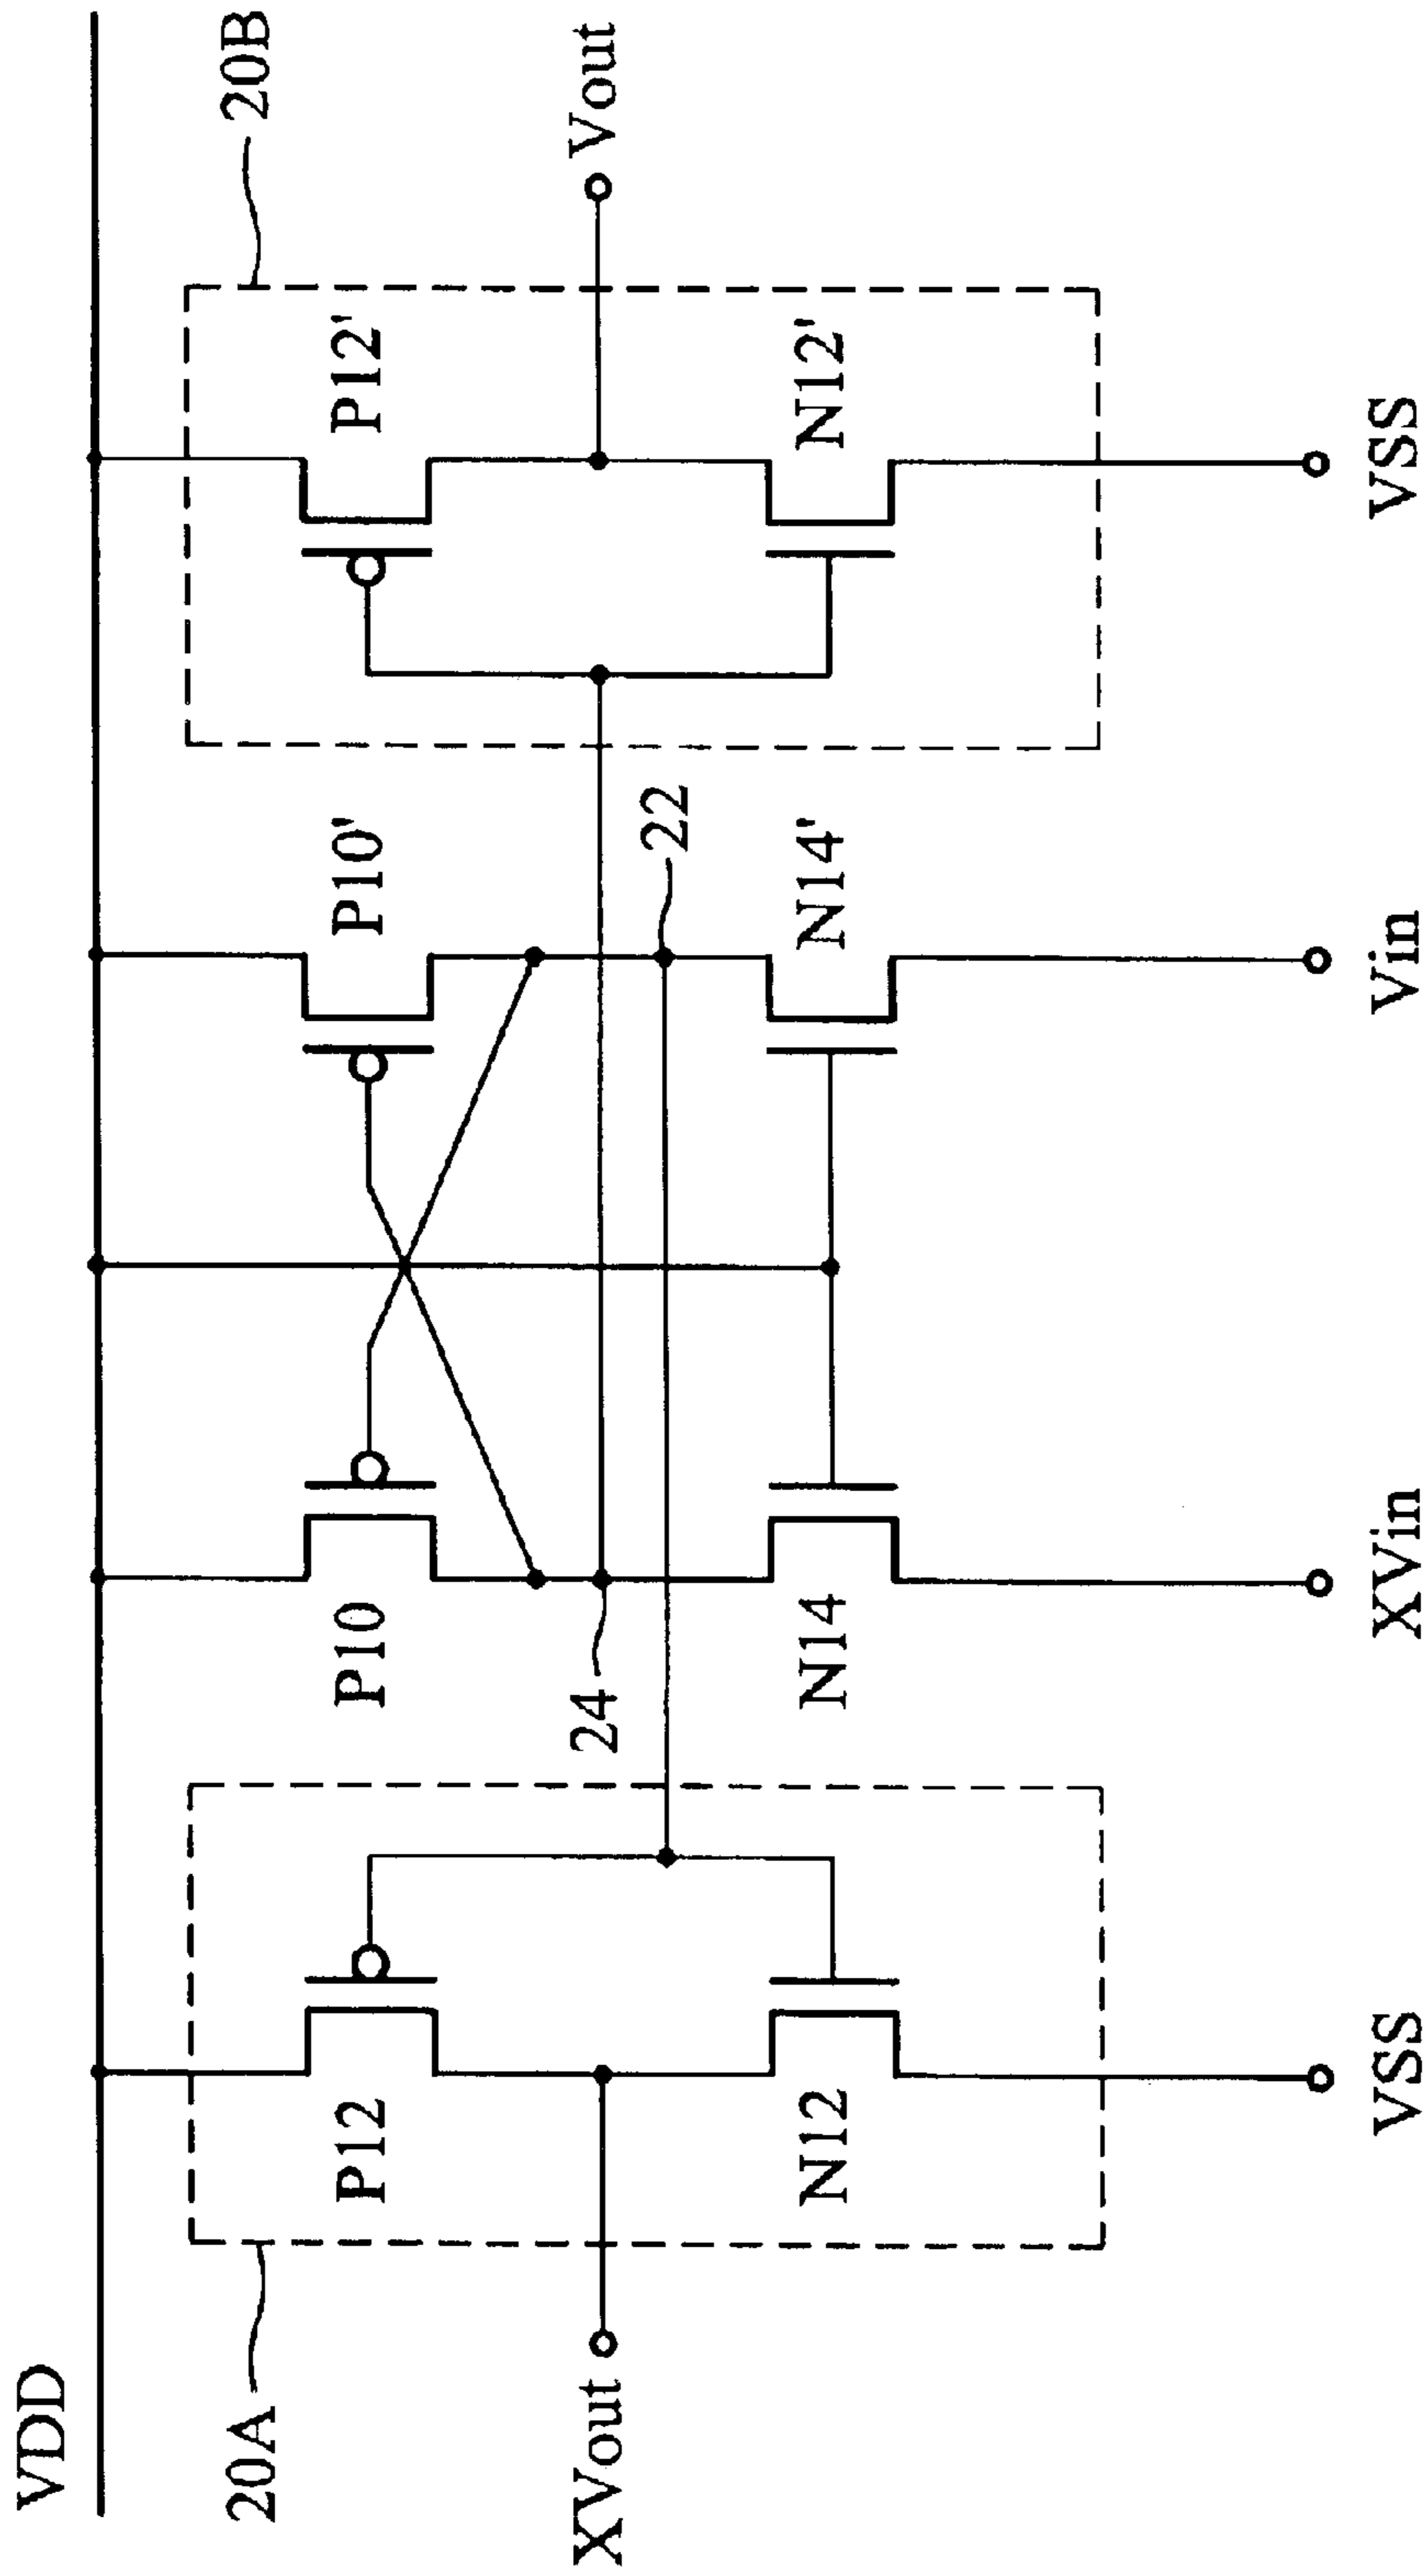 VDD
20A
20B
P12
P10
P10'
P12'
XVout
24
22
Vout
N12
N14
N14'
N12'
VSS
XVin
Vin
VSS